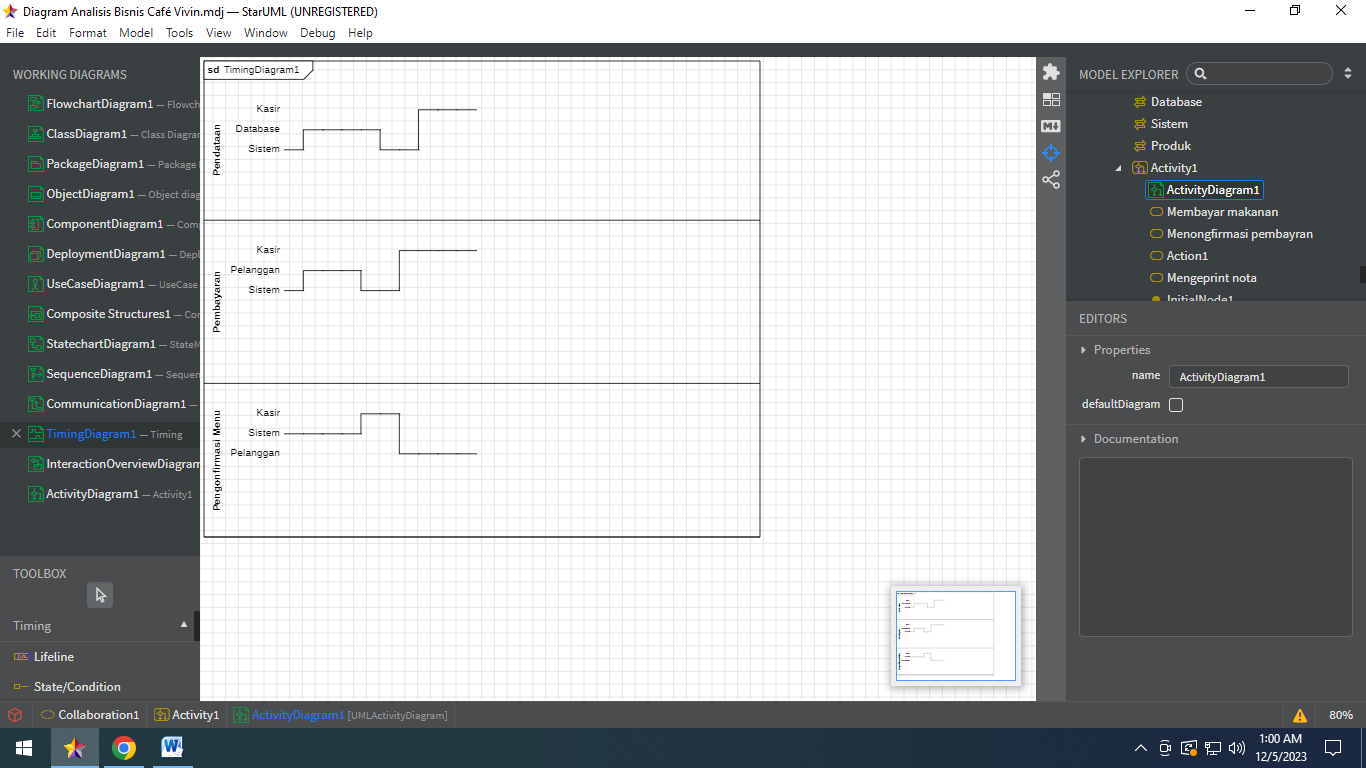 Diagram Analisis Bisnis Café Vivin.mdj — StarUML (UNREGISTERED)
File Edit Format Model Tools View Window Debug Help
WORKING DIAGRAMS
FlowchartDiagram1 — Flowch
ClassDiagram1 — Class Diagra
PackageDiagram1 — Package
ObjectDiagram1 — Object diag
ComponentDiagram1 — Comp
DeploymentDiagram1 — Depl
UseCaseDiagram1 — UseCase
Composite Structures1 — Cor
StatechartDiagram1 — StateM
SequenceDiagram1 — Sequen
CommunicationDiagram1 —
TimingDiagram1 — Timing
InteractionOverviewDiagram
ActivityDiagram1 — Activity1
TOOLBOX
Timing
Lifeline
State/Condition
sd TimingDiagram1
Pendataan
Kasir
Database
Sistem
Pembayaran
Kasir
Pelanggan
Sistem
Pengonfirmasi Menu
Kasir
Sistem
Pelanggan
MODEL EXPLORER
Database
Sistem
Produk
Activity1
ActivityDiagram1
Membayar makanan
Menongfirmasi pembayran
Action1
Mengeprint nota
InitialNode1
EDITORS
Properties
name ActivityDiagram1
defaultDiagram
Documentation
Collaboration1 Activity1 ActivityDiagram1 [UMLActivityDiagram]
80%
1:00 AM
12/5/2023